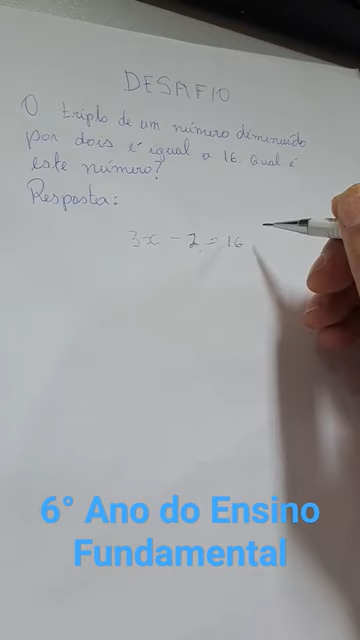 DESAFIO
O triplo de um número diminuído
por dois é igual a 16. Qual é
este número?
Resposta:
3x - 2 = 16
6° Ano do Ensino
Fundamental